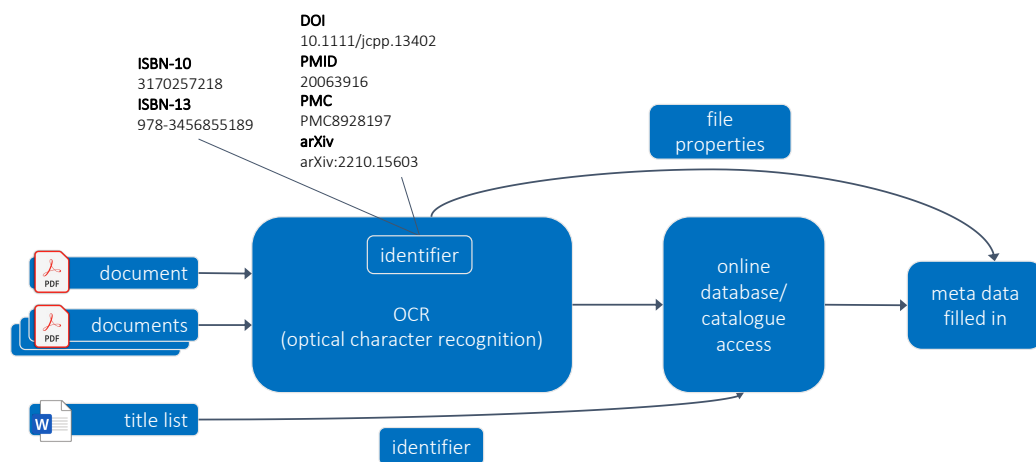 DOI
10.1111/jcpp.13402
PMID
20063916
PMC
PMC8928197
arXiv
arXiv:2210.15603
ISBN-10
3170257218
ISBN-13
978-3456855189
file
properties
identifier
OCR
(optical character recognition)
PDF
document
PDF
documents
W
title list
identifier
online
database/
catalogue
access
meta data
filled in